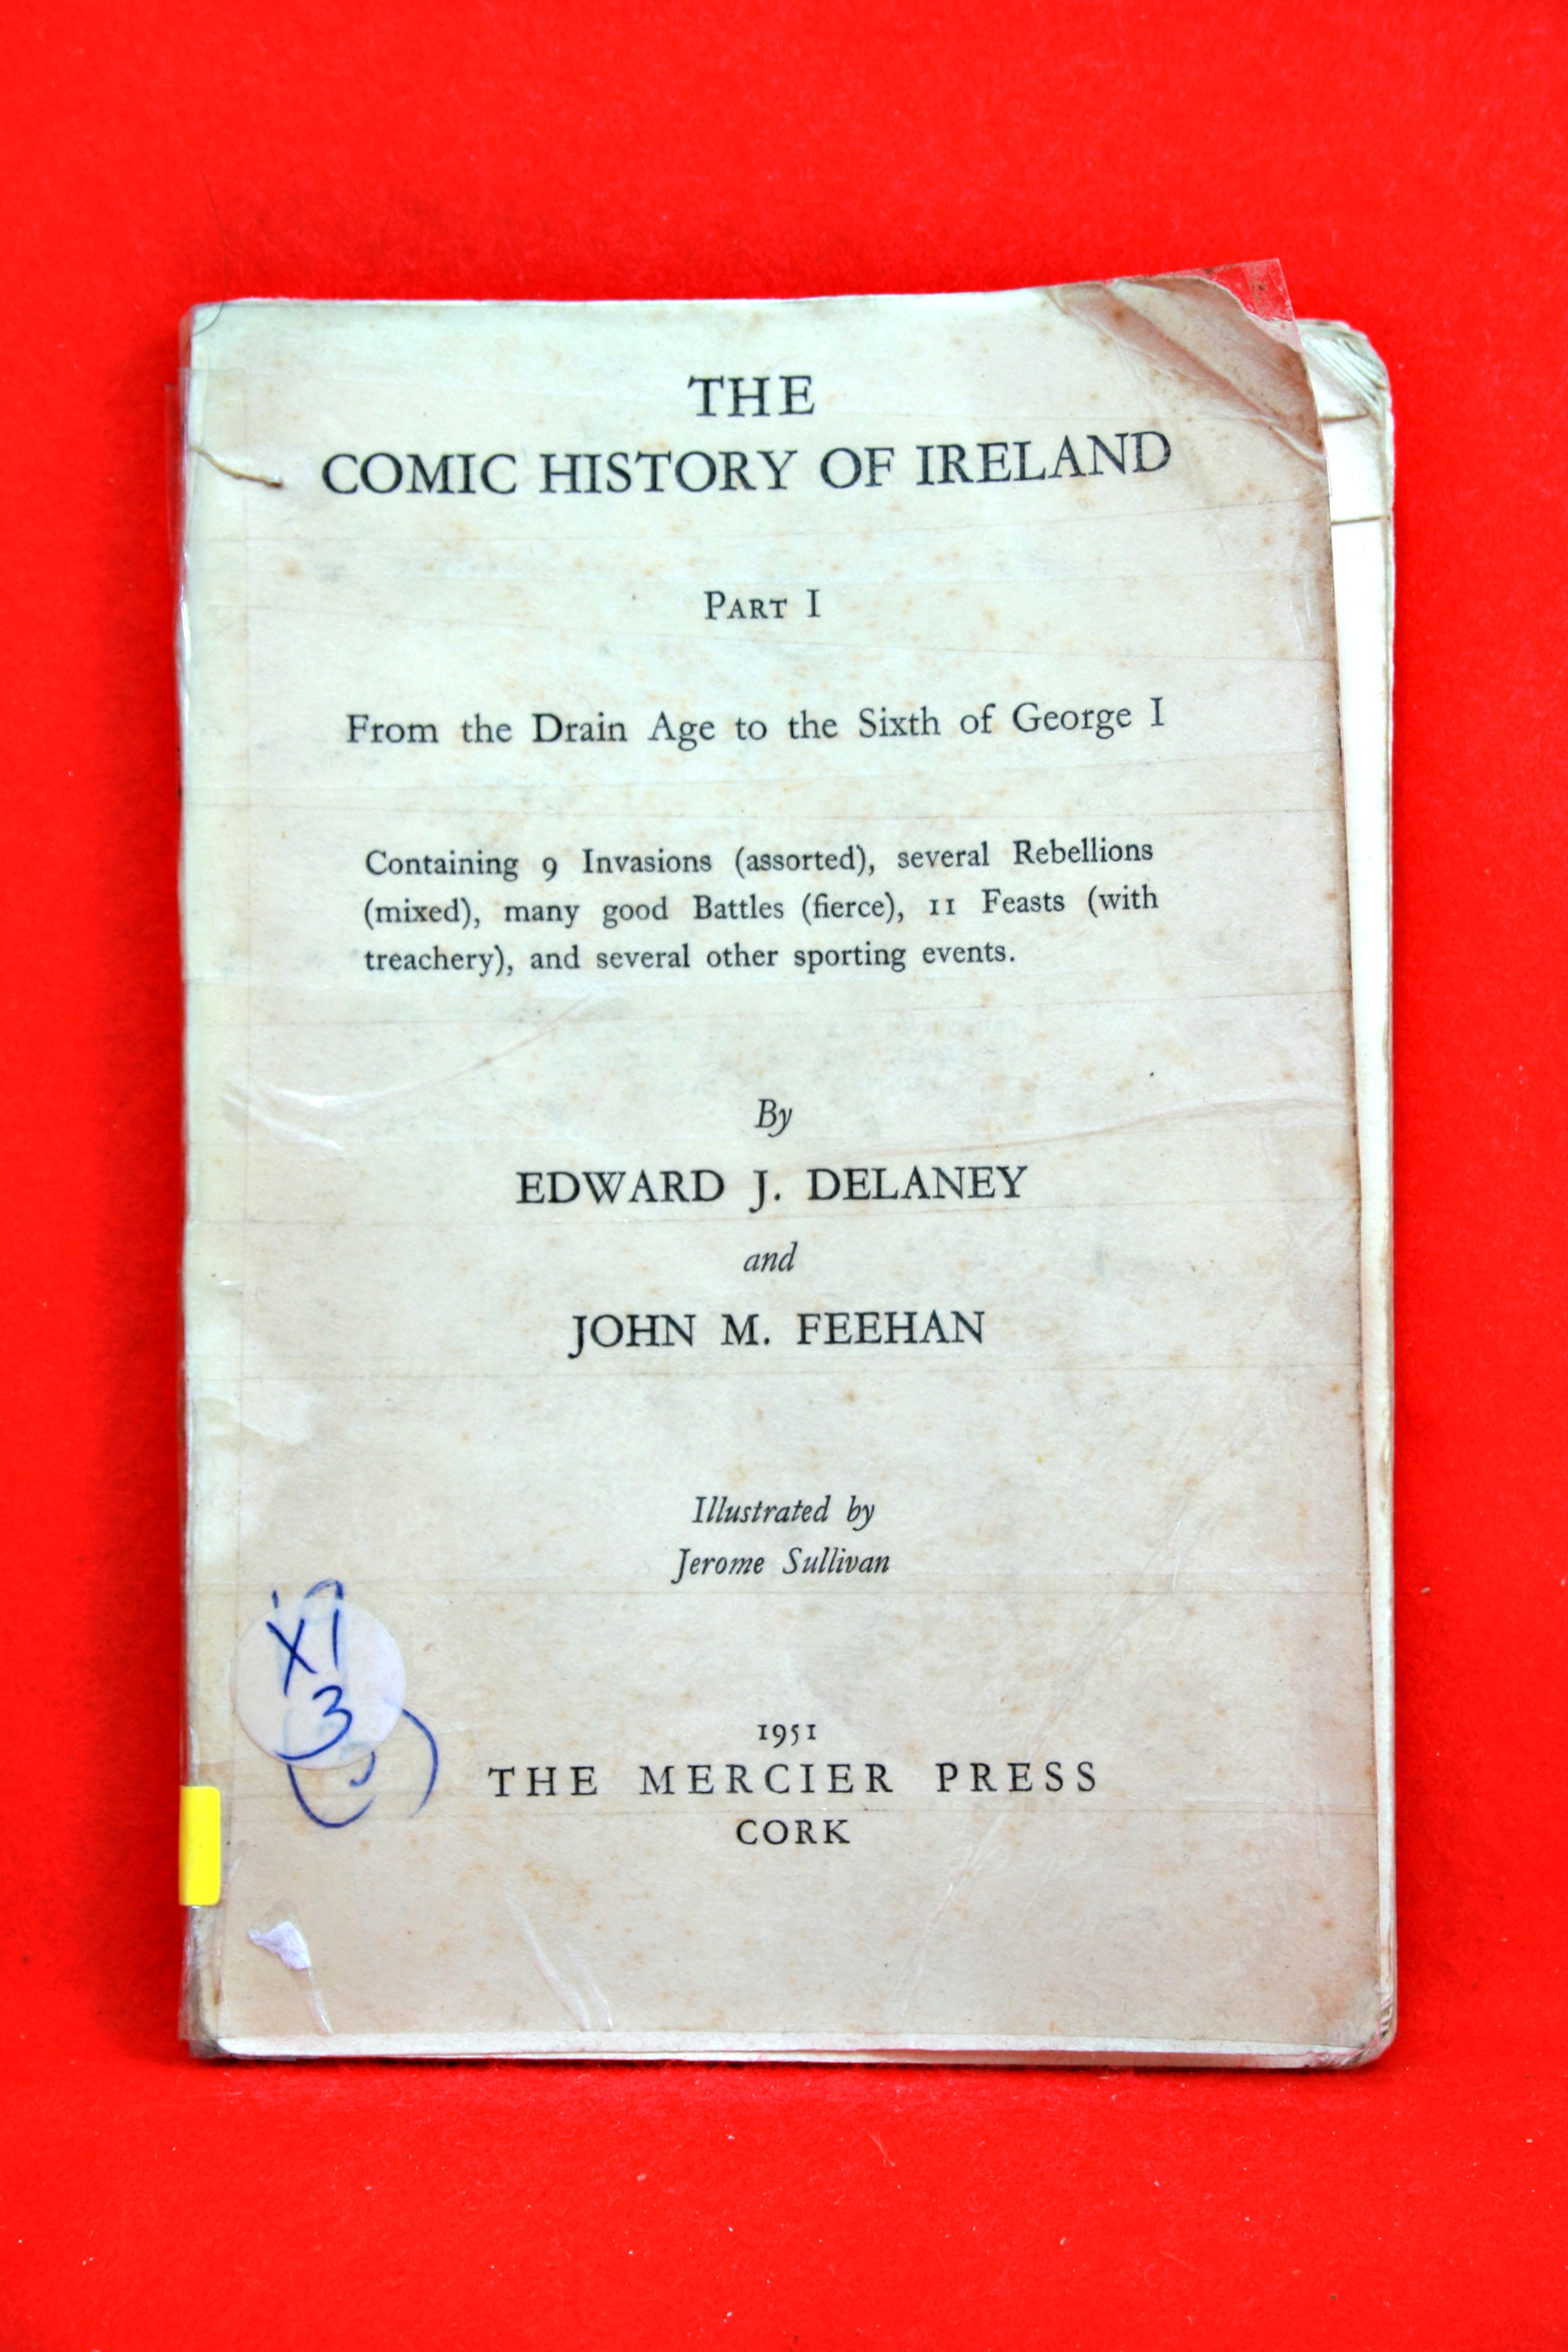 THE
COMIC HISTORY OF IRELAND
PART I
From the Drain Age to the Sixth of George I
Containing 9 Invasions (assorted), several Rebellions
(mixed), many good Battles (fierce), 11 Feasts (with
treachery), and several other sporting events.
By
EDWARD J. DELANEY
and
JOHN M. FEEHAN
Illustrated by
Jerome Sullivan
XI
3
1951
THE MERCIER PRESS
CORK